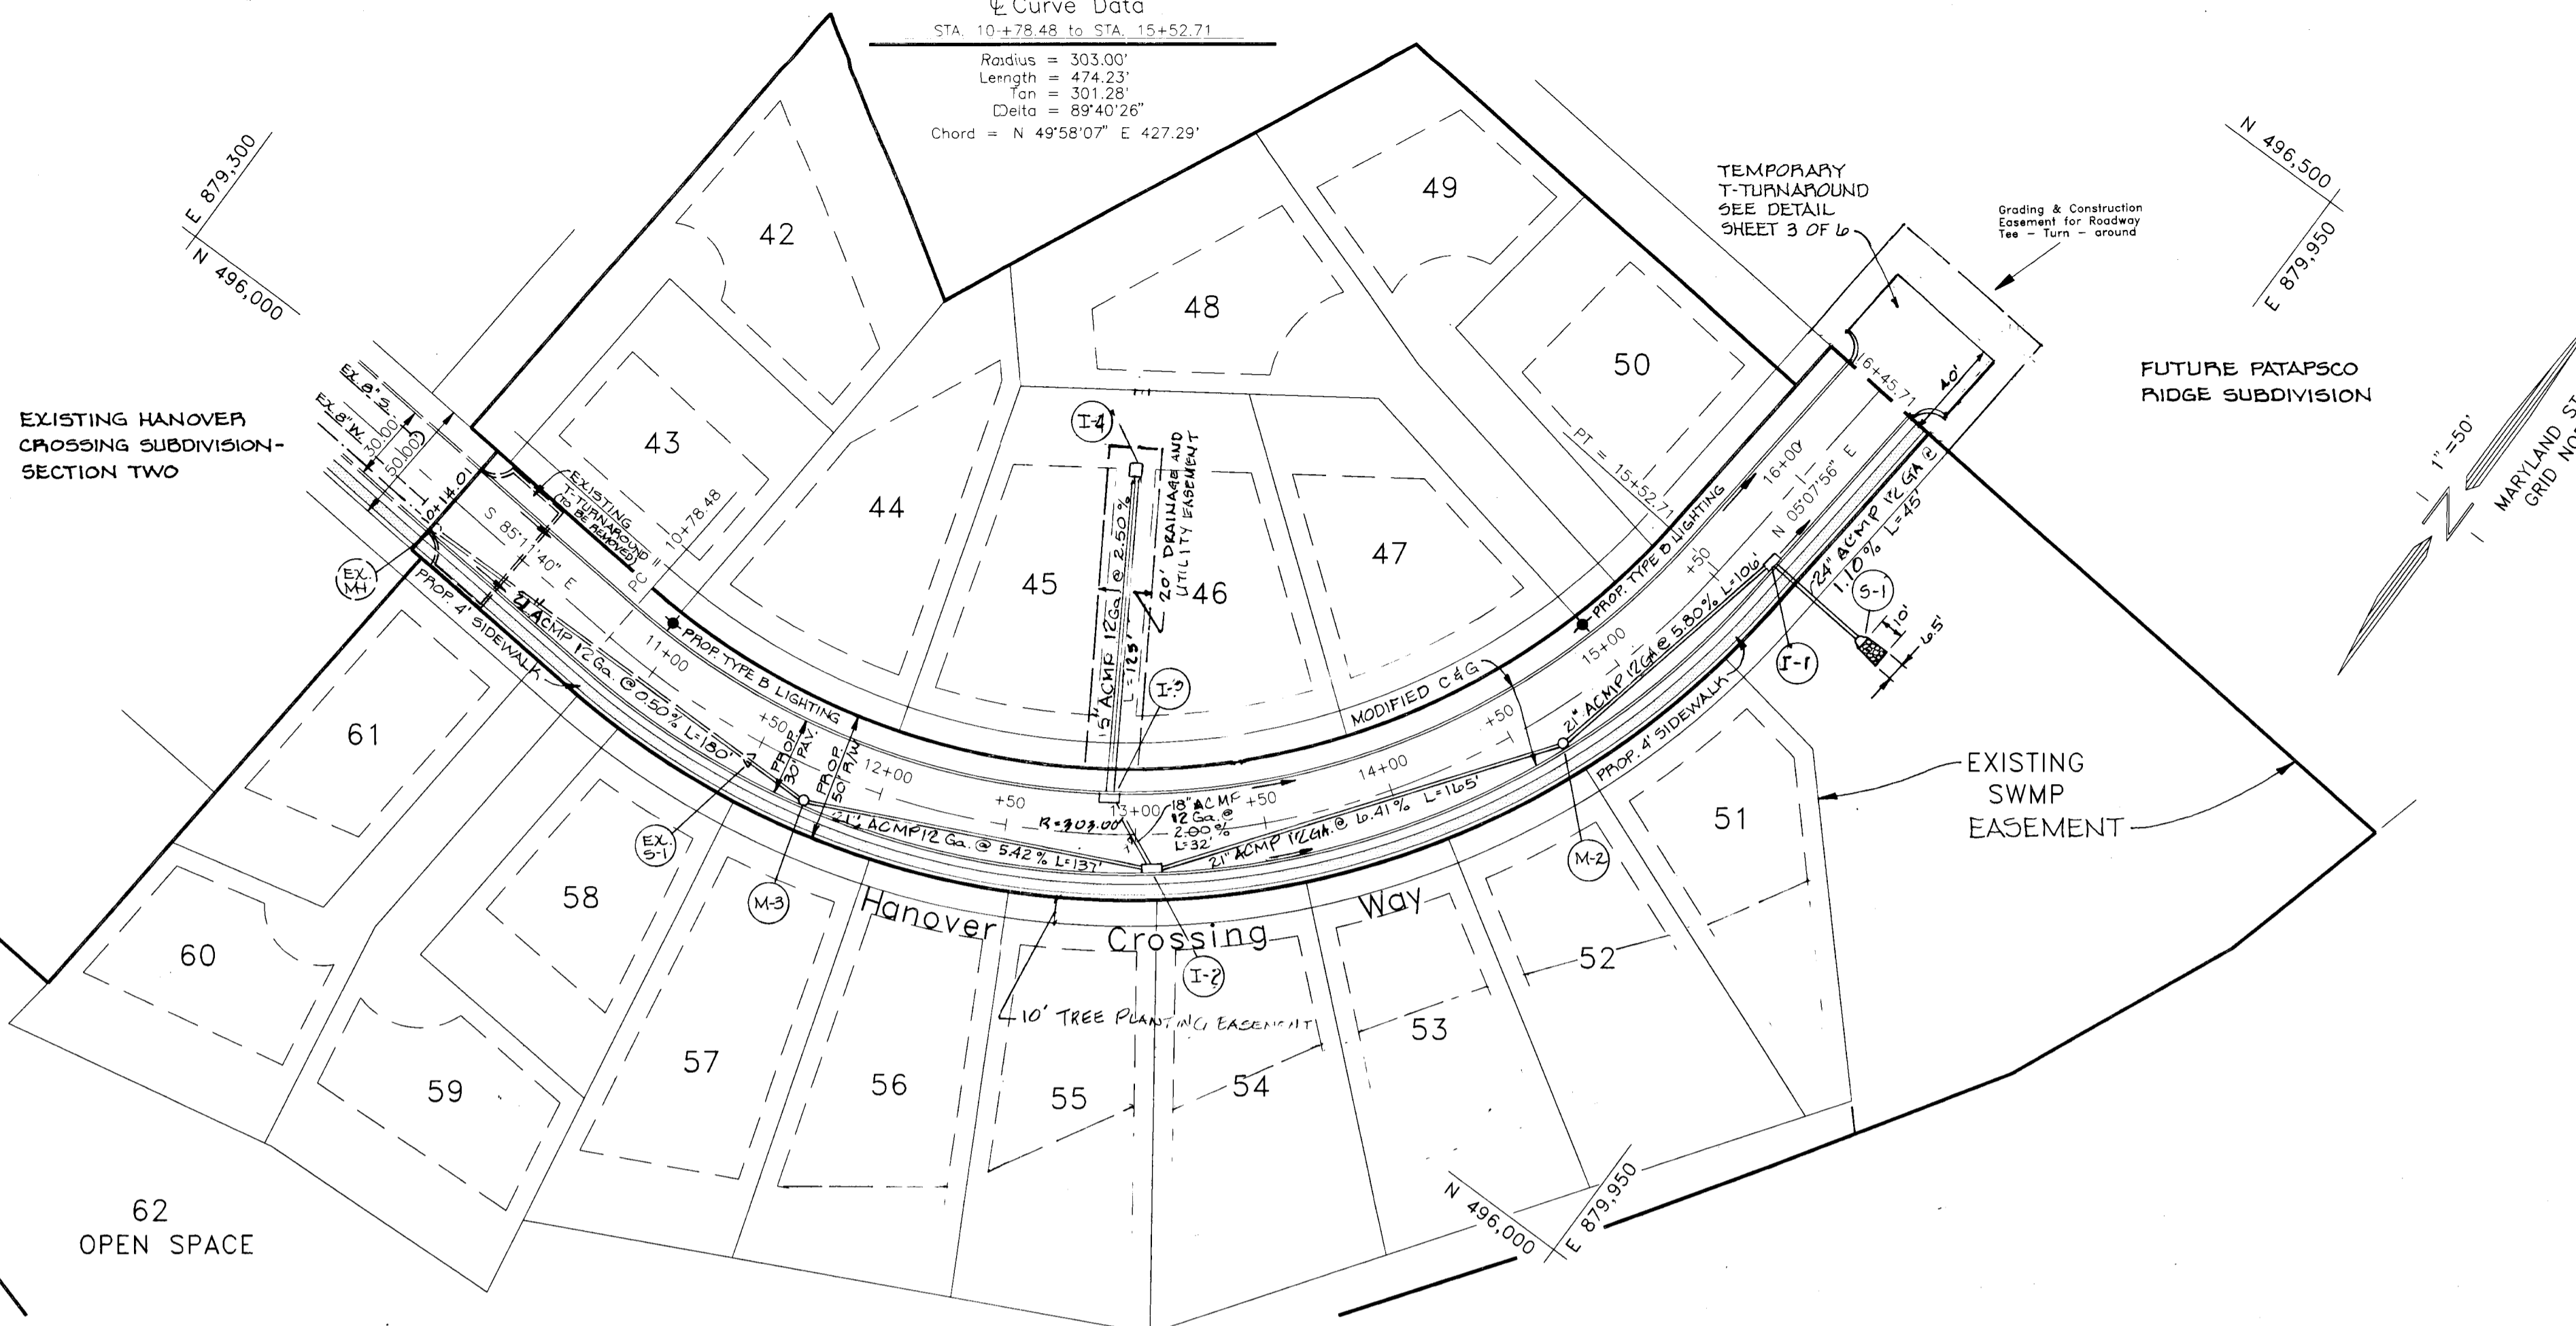 ℄ Curve Data
STA. 10+78.48 to STA. 15+52.71
Radius = 303.00'
Length = 474.23'
Tan = 301.28'
Delta = 89°40'26"
Chord = N 49°58'07" E 427.29'
E 879,300
N 496,000
N 496,500
E 879,950
TEMPORARY
T-TURNAROUND
SEE DETAIL
SHEET 3 OF 6
Grading & Construction
Easement for Roadway
Tee - Turn - around
FUTURE PATAPSCO
RIDGE SUBDIVISION
1"=50'
MARYLAND
N
EXISTING HANOVER
CROSSING SUBDIVISION-
SECTION TWO
EX. 8" S.
EX. 8" W.
30.00'
50.00'
10+14.01
S 85°11'40" E
EXISTING
T-TURNAROUND
(TO BE REMOVED)
PC 10+78.48
EX.
MH
PROP. 4' SIDEWALK
21" ACMP 12 Ga. @ 0.50% L=180'
11+00
PROP. TYPE B LIGHTING
+50
PROP.
30' PAV.
PROP.
50' R/W
12+00
+50
13+00
+50
14+00
+50
15+00
+50
16+00
16+45.71
40'
PT = 15+52.71
N 05°07'56" E
PROP. TYPE B LIGHTING
MODIFIED C&G
I-4
15" ACMP 12Ga. @ 2.50%
L=125'
20' DRAINAGE AND
UTILITY EASEMENT
I-3
R=303.00'
18" ACMP
12 Ga. @
2.00%
L=32'
21" ACMP 12 Ga. @ 5.42% L=137'
21" ACMP 12GA. @ 6.41% L=165'
21" ACMP 12GA @ 5.80% L=106'
24" ACMP 12 GA @
1.10% L=45'
S-1
10'
6.5'
I-1
PROP. 4' SIDEWALK
EX.
S-1
M-3
M-2
I-2
Hanover
Crossing
Way
10' TREE PLANTING EASEMENT
EXISTING
SWMP
EASEMENT
42
43
44
45
46
47
48
49
50
51
52
53
54
55
56
57
58
59
60
61
62
OPEN SPACE
N 496,000
E 879,950